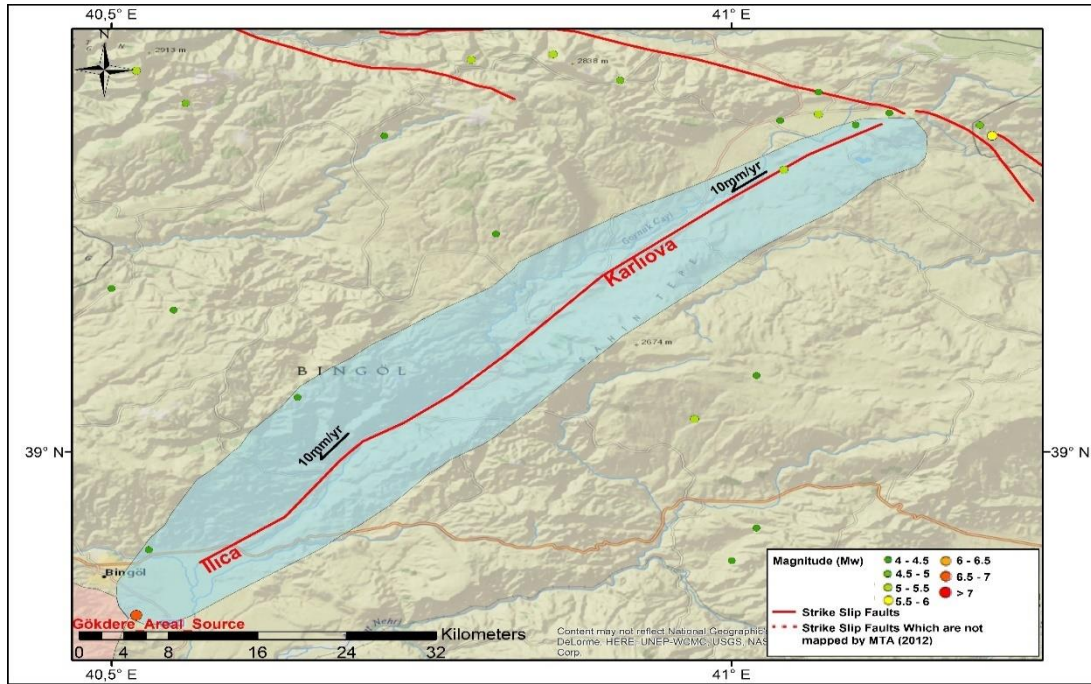 40,5° E
41° E
N
2913 m
2838 m
10mm/yr
Karlıova
2674 m
BINGÖL
10mm/yr
39° N
39° N
Ilıca
Bingöl
Gökdere Areal Source
Kilometers
0 4 8 16 24 32
Content may not reflect National Geographic's
DeLorme, HERE, UNEP-WCMC, USGS, NAS
Corp.
Magnitude (Mw)
4 - 4.5
4.5 - 5
5 - 5.5
5.5 - 6
6 - 6.5
6.5 - 7
> 7
Strike Slip Faults
Strike Slip Faults Which are not
mapped by MTA (2012)
40,5° E
41° E